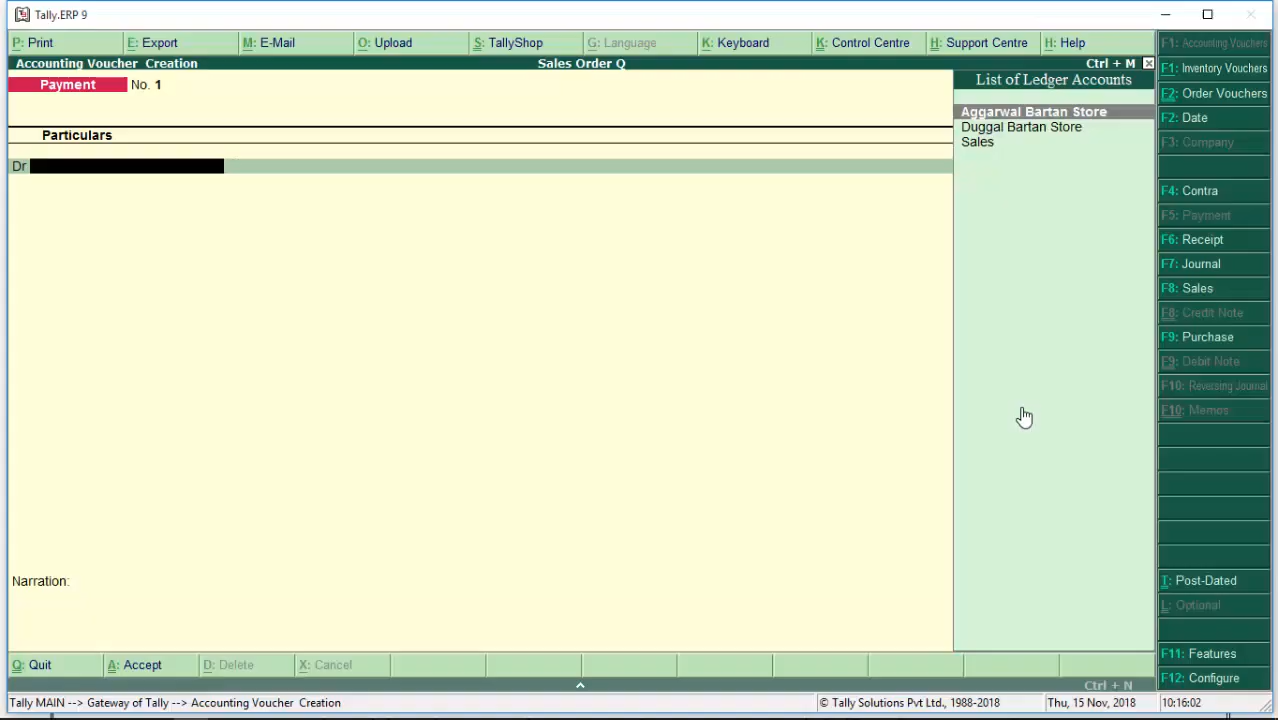 Tally.ERP 9
P: Print E: Export M: E-Mail O: Upload S: TallyShop G: Language K: Keyboard K: Control Centre H: Support Centre H: Help
Accounting Voucher Creation Sales Order Q Ctrl + M
Payment No. 1
Particulars
Dr
Narration:
List of Ledger Accounts
Aggarwal Bartan Store
Duggal Bartan Store
Sales
F1: Accounting Vouchers
F1: Inventory Vouchers
F2: Order Vouchers
F2: Date
F3: Company
F4: Contra
F5: Payment
F6: Receipt
F7: Journal
F8: Sales
F8: Credit Note
F9: Purchase
F9: Debit Note
F10: Reversing Journal
F10: Memos
T: Post-Dated
L: Optional
F11: Features
F12: Configure
Q: Quit A: Accept D: Delete X: Cancel
Ctrl + N
Tally MAIN --> Gateway of Tally --> Accounting Voucher Creation © Tally Solutions Pvt Ltd., 1988-2018 Thu, 15 Nov, 2018 10:16:02